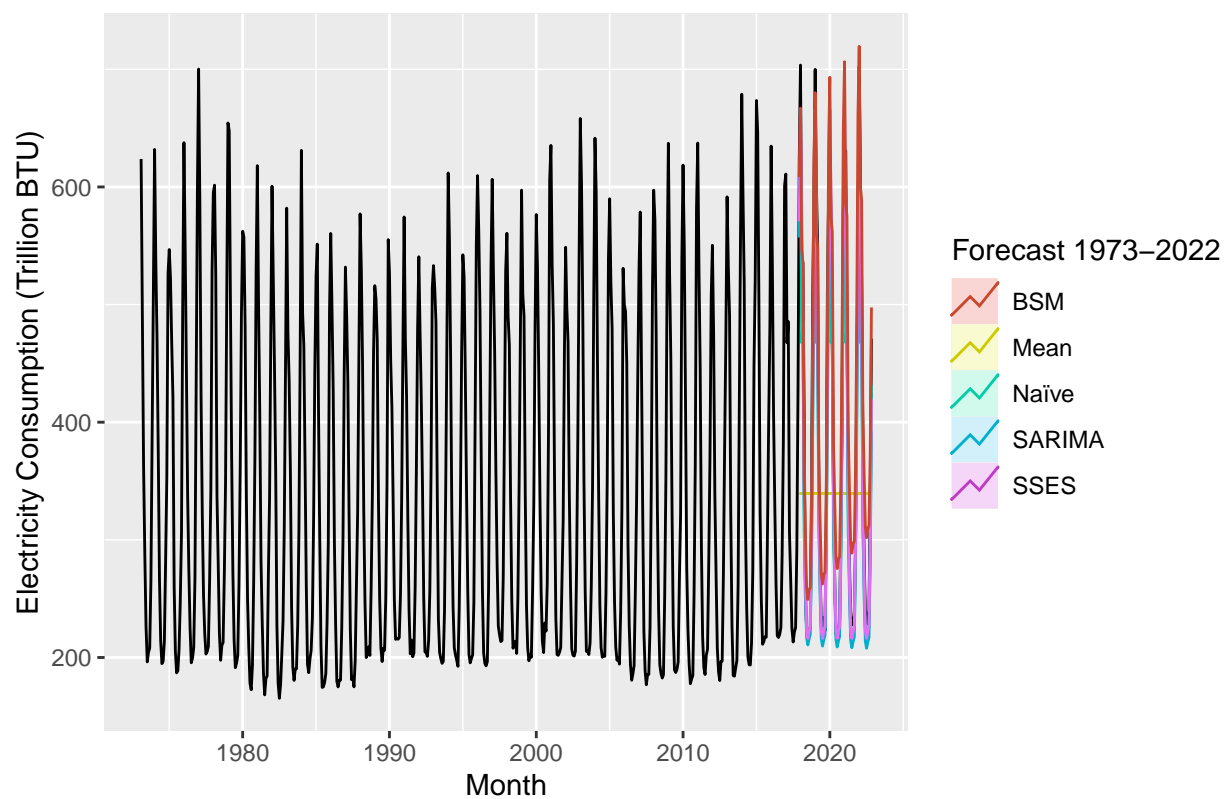 Electricity Consumption (Trillion BTU)
600
400
200
1980
1990
2000
2010
2020
Month
Forecast 1973–2022
BSM
Mean
Naïve
SARIMA
SSES